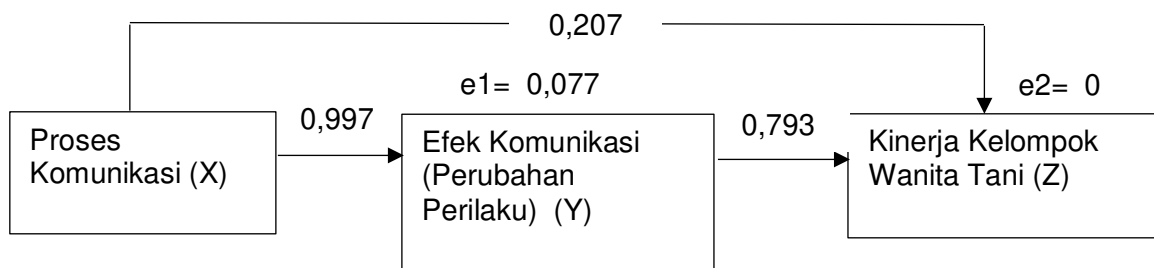 0,207
e1= 0,077
e2= 0
0,997
0,793
Proses
Komunikasi (X)
Efek Komunikasi
(Perubahan
Perilaku) (Y)
Kinerja Kelompok
Wanita Tani (Z)